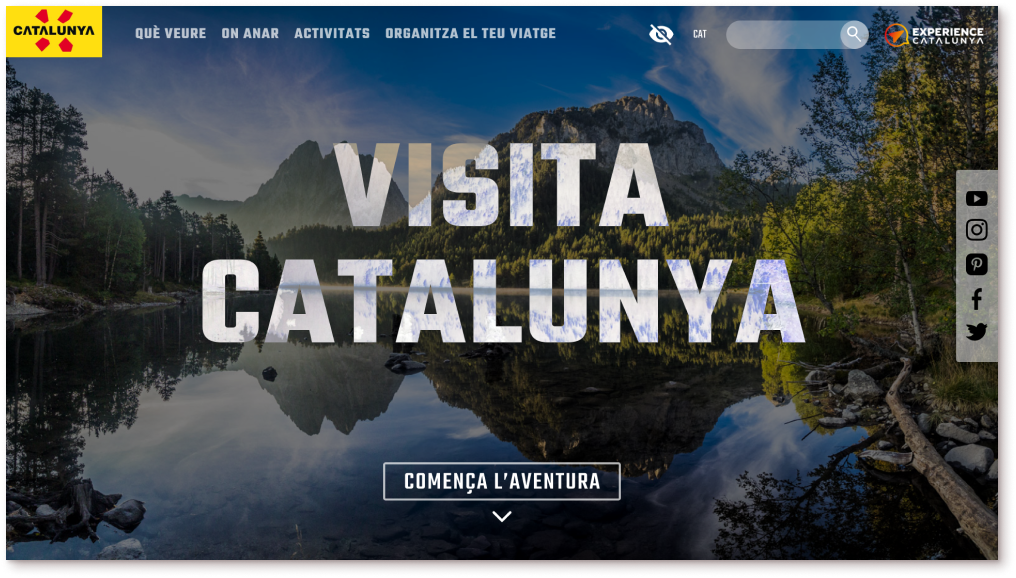 CATALUNYA
QUÈ VEURE ON ANAR ACTIVITATS ORGANITZA EL TEU VIATGE
CAT
EXPERIENCE
CATALUNYA
VISITA
CATALUNYA
COMENÇA L'AVENTURA